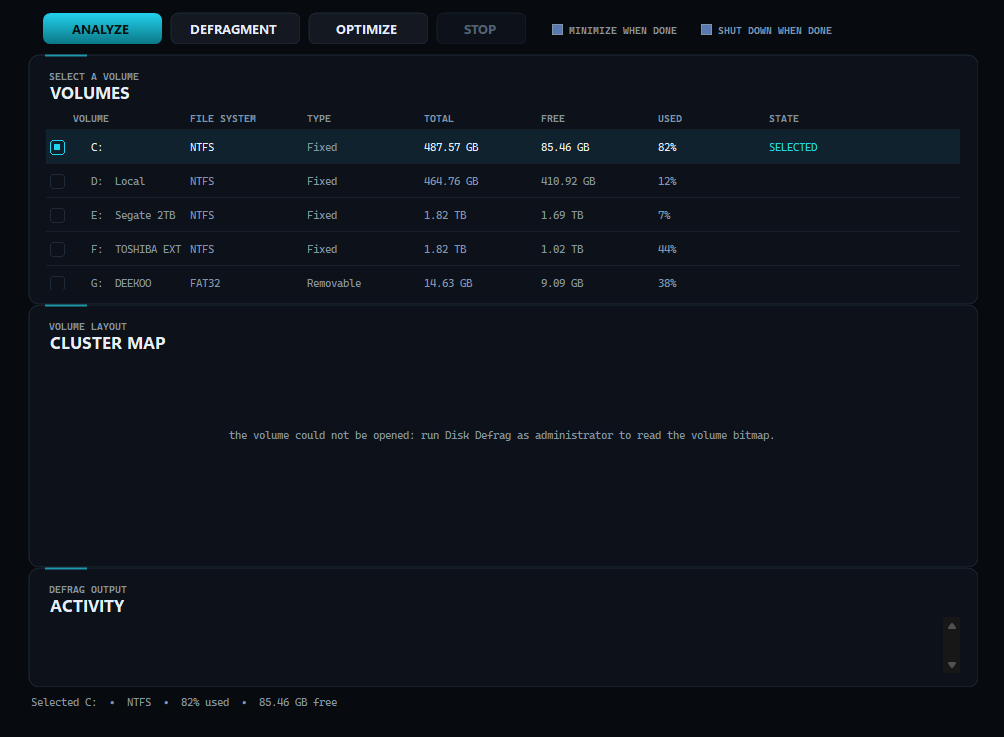 ANALYZE DEFRAGMENT OPTIMIZE STOP MINIMIZE WHEN DONE SHUT DOWN WHEN DONE
SELECT A VOLUME
VOLUMES
VOLUME FILE SYSTEM TYPE TOTAL FREE USED STATE
C: NTFS Fixed 487.57 GB 85.46 GB 82% SELECTED
D: Local NTFS Fixed 464.76 GB 410.92 GB 12%
E: Segate 2TB NTFS Fixed 1.82 TB 1.69 TB 7%
F: TOSHIBA EXT NTFS Fixed 1.82 TB 1.02 TB 44%
G: DEEKOO FAT32 Removable 14.63 GB 9.09 GB 38%
VOLUME LAYOUT
CLUSTER MAP
the volume could not be opened: run Disk Defrag as administrator to read the volume bitmap.
DEFRAG OUTPUT
ACTIVITY
Selected C: • NTFS • 82% used • 85.46 GB free